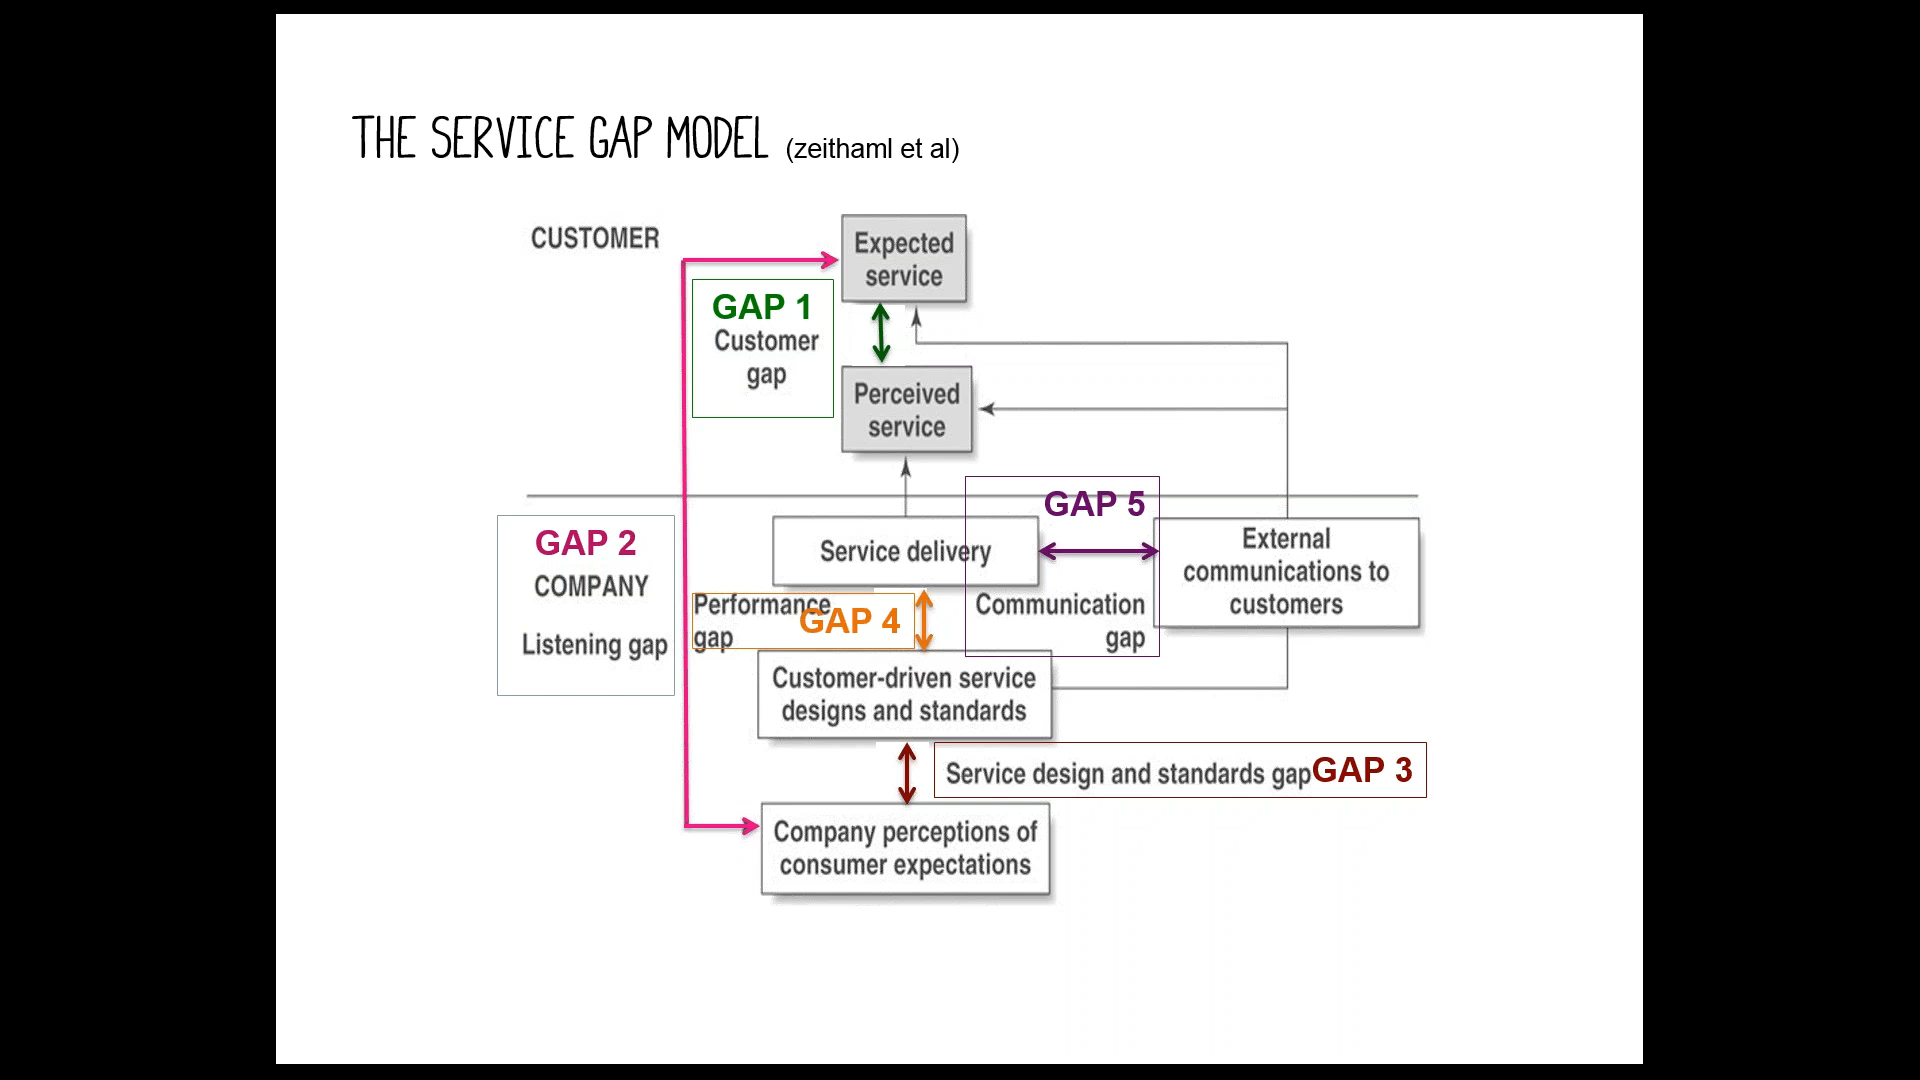 THE SERVICE GAP MODEL (zeithaml et al)
CUSTOMER
Expected
service
GAP 1
Customer
gap
Perceived
service
GAP 2
COMPANY
Listening gap
Service delivery
GAP 5
Communication
gap
External
communications to
customers
Performance
gap
GAP 4
Customer-driven service
designs and standards
Service design and standards gap
GAP 3
Company perceptions of
consumer expectations